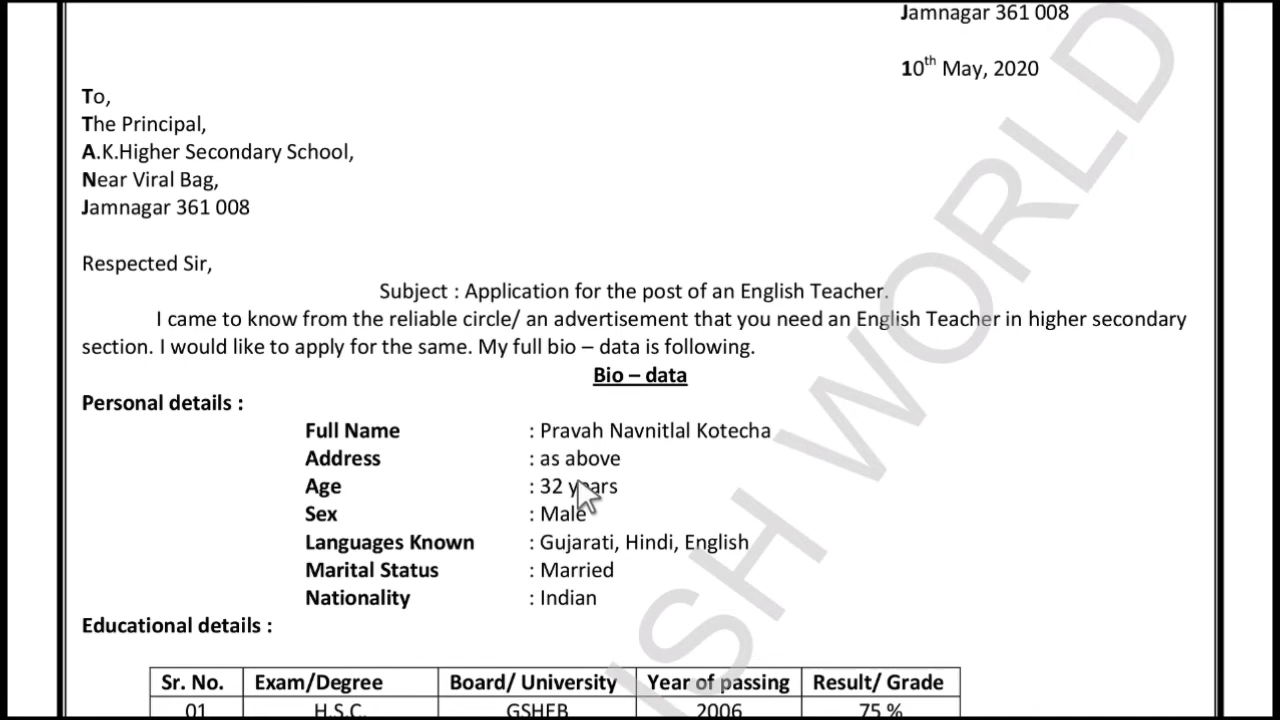 Jamnagar 361 008
10th May, 2020
To,
The Principal,
A.K.Higher Secondary School,
Near Viral Bag,
Jamnagar 361 008
Respected Sir,
Subject : Application for the post of an English Teacher.
I came to know from the reliable circle/ an advertisement that you need an English Teacher in higher secondary
section. I would like to apply for the same. My full bio – data is following.
Bio – data
Personal details :
Full Name : Pravah Navnitlal Kotecha
Address : as above
Age : 32 years
Sex : Male
Languages Known : Gujarati, Hindi, English
Marital Status : Married
Nationality : Indian
Educational details :
Sr. No. Exam/Degree Board/ University Year of passing Result/ Grade
01 H.S.C. GSHEB 2006 75 %
ISH WORLD